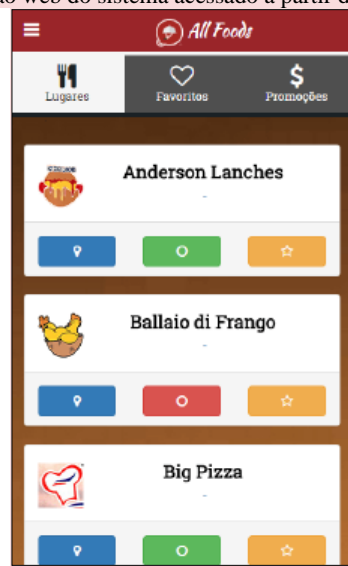 ão web do sistema acessado a partir d
All Foods
Lugares Favoritos Promoções
Anderson Lanches
-
Ballaio di Frango
-
Big Pizza
-